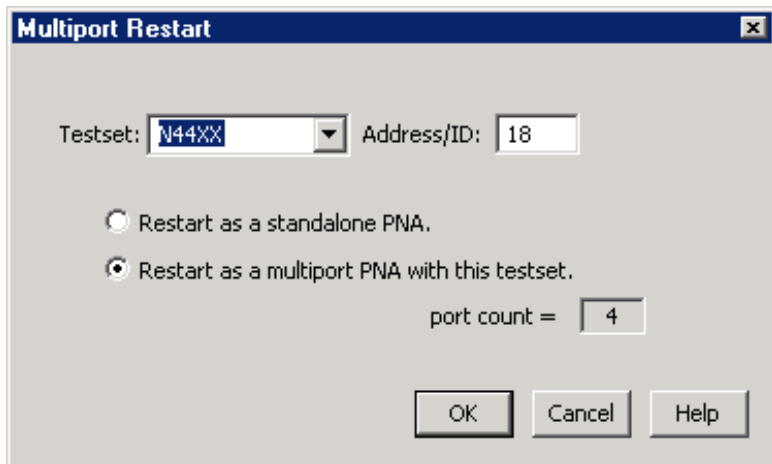 Multiport Restart
Testset: N44XX Address/ID: 18
Restart as a standalone PNA.
Restart as a multiport PNA with this testset.
port count = 4
OK Cancel Help